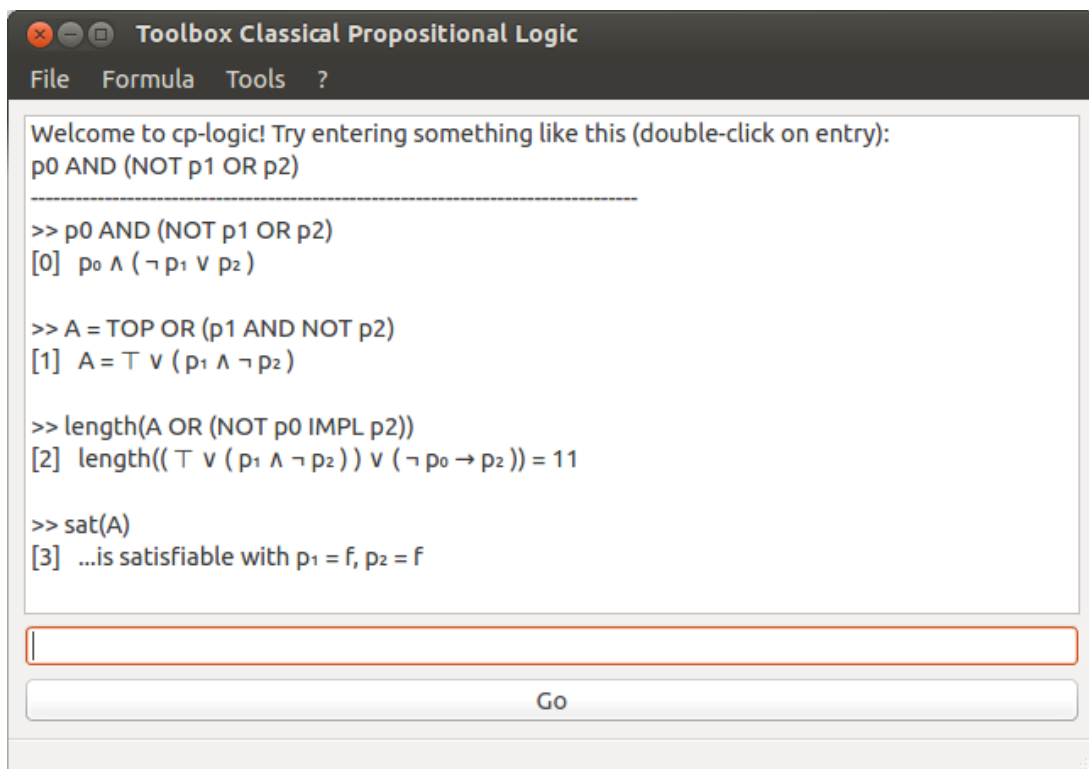 Toolbox Classical Propositional Logic
File Formula Tools ?
Welcome to cp-logic! Try entering something like this (double-click on entry):
p0 AND (NOT p1 OR p2)
--------------------------------------------------------------------------------
>> p0 AND (NOT p1 OR p2)
[0] p₀ ∧ ( ¬ p₁ ∨ p₂ )
>> A = TOP OR (p1 AND NOT p2)
[1] A = ⊤ ∨ ( p₁ ∧ ¬ p₂ )
>> length(A OR (NOT p0 IMPL p2))
[2] length(( ⊤ ∨ ( p₁ ∧ ¬ p₂ ) ) ∨ ( ¬ p₀ → p₂ )) = 11
>> sat(A)
[3] ...is satisfiable with p₁ = f, p₂ = f
Go